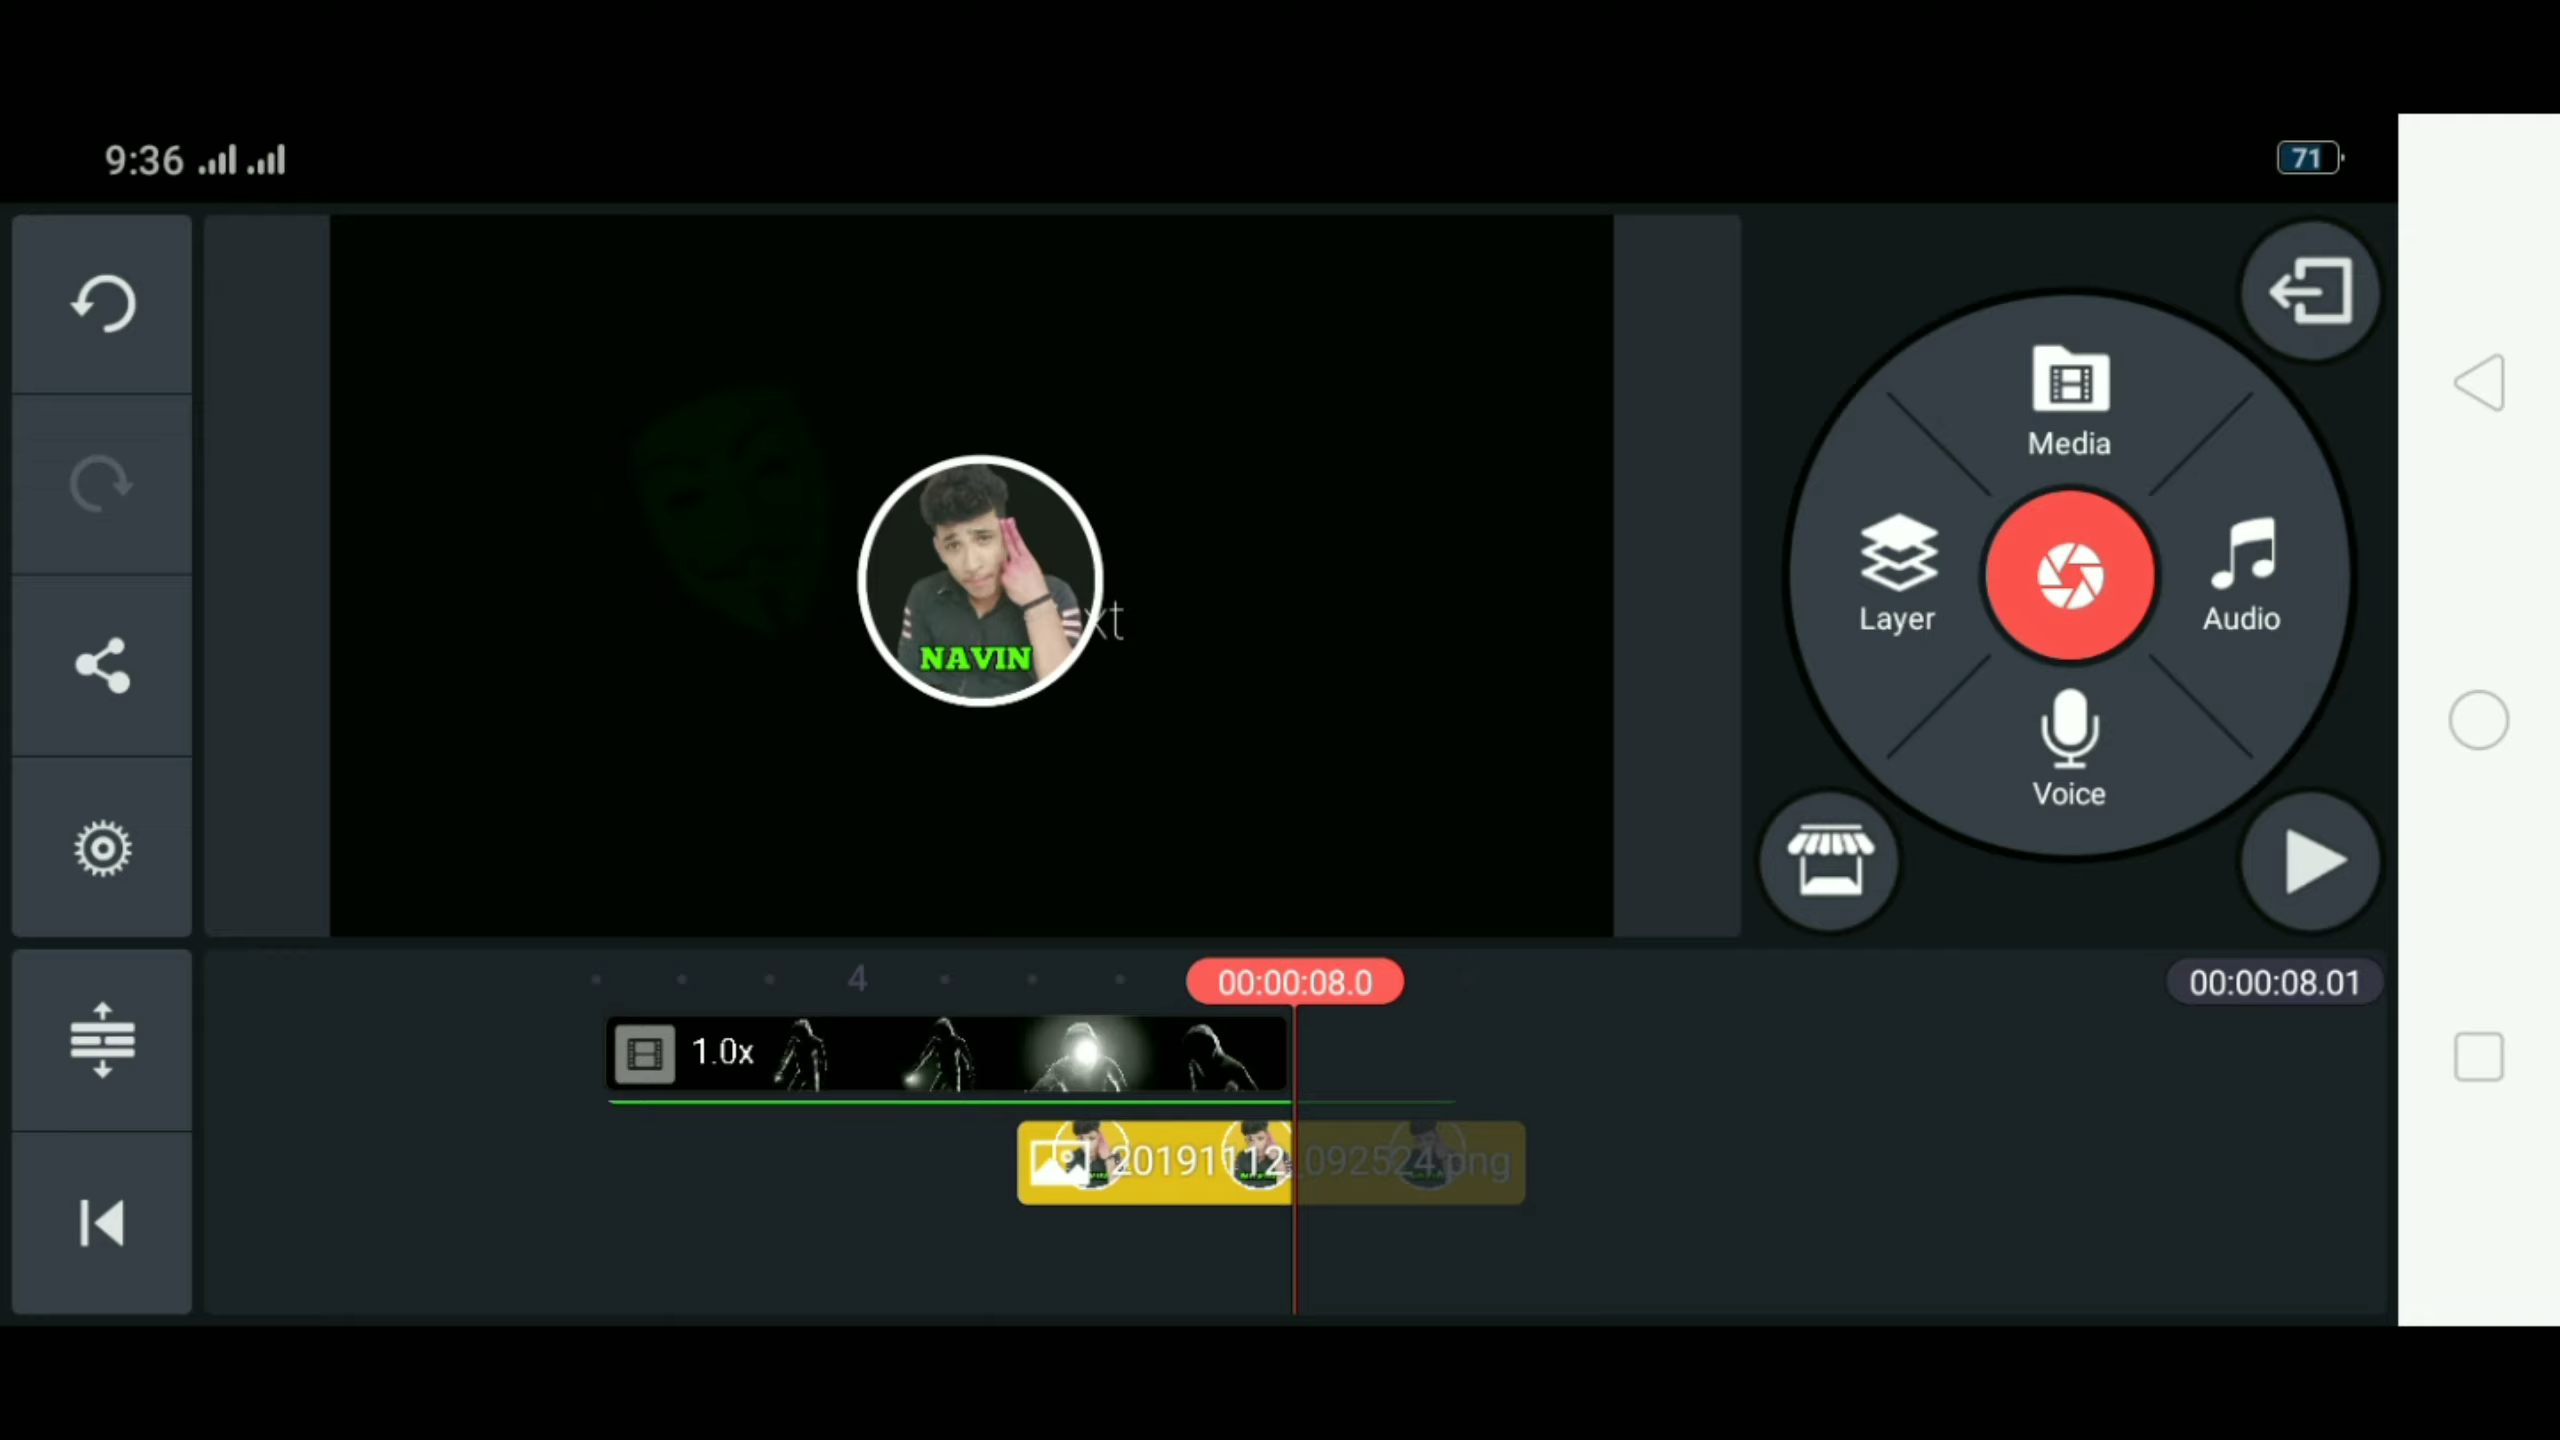 9:36
71
Media
Layer
Audio
Voice
xt
NAVIN
4
00:00:08.0
00:00:08.01
1.0x
20191112_092524.png